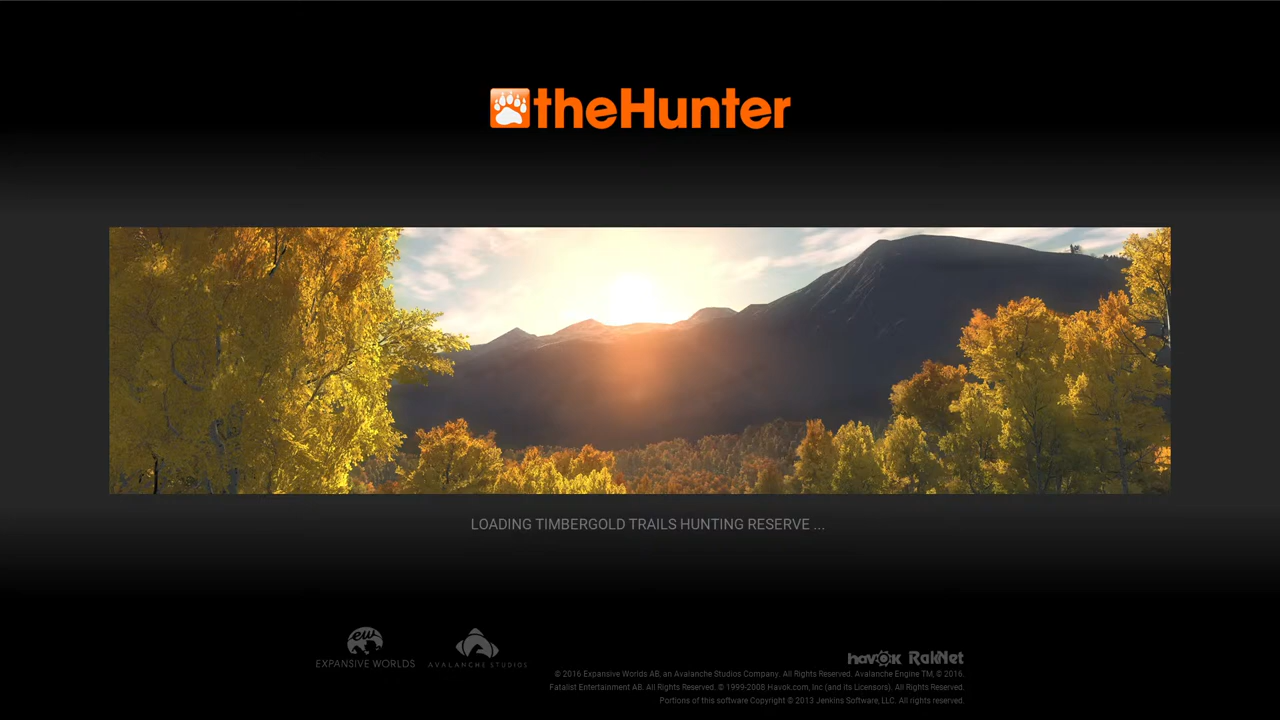 theHunter
LOADING TIMBERGOLD TRAILS HUNTING RESERVE ...
ew
EXPANSIVE WORLDS
AVALANCHE STUDIOS
havok RakNet
© 2016 Expansive Worlds AB, an Avalanche Studios Company. All Rights Reserved. Avalanche Engine TM, © 2016.
Fatalist Entertainment AB. All Rights Reserved. © 1999-2008 Havok.com, Inc (and its Licensors). All Rights Reserved.
Portions of this software Copyright © 2013 Jenkins Software, LLC. All rights reserved.